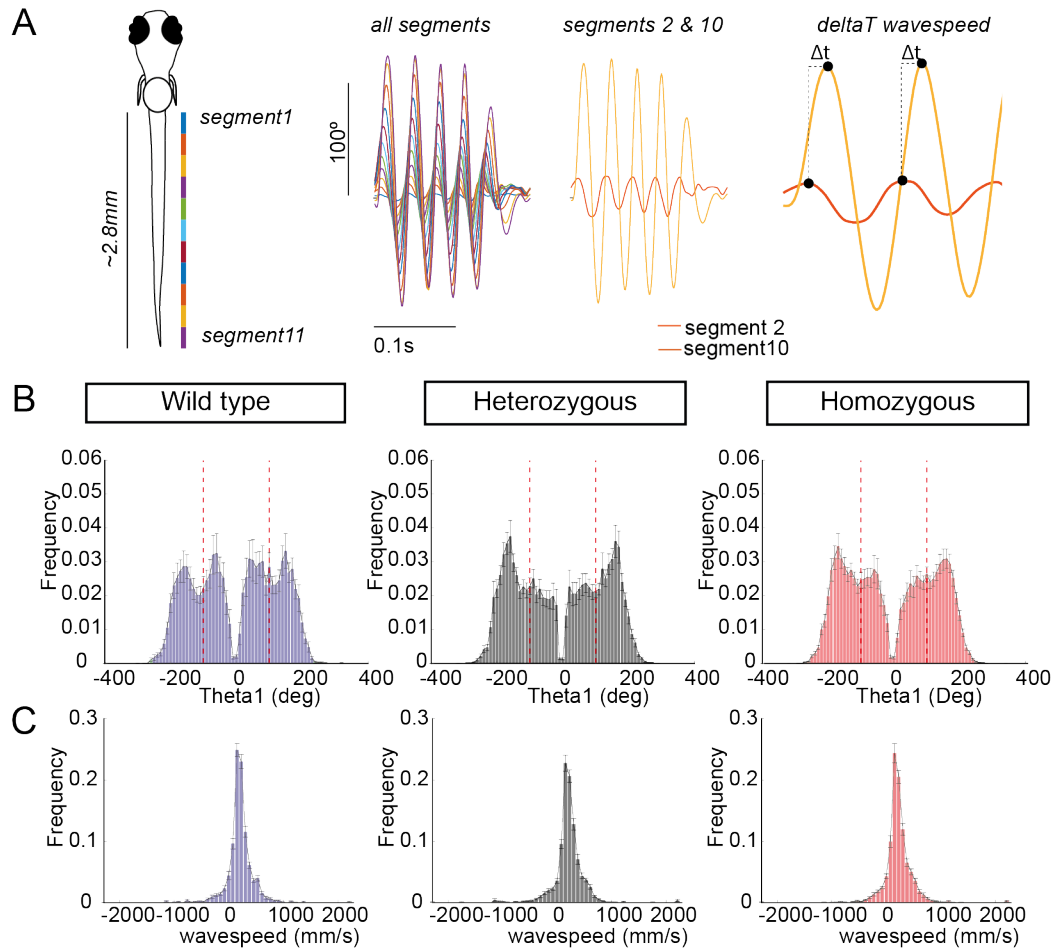 A
all segments
segments 2 & 10
deltaT wavespeed
Δt
Δt
segment1
100º
~2.8mm
segment11
0.1s
segment 2
segment10
B
Wild type
Heterozygous
Homozygous
0.06
0.05
0.04
0.03
0.02
0.01
0
Frequency
-400
-200
0
200
400
Theta1 (deg)
0.06
0.05
0.04
0.03
0.02
0.01
0
Frequency
-400
-200
0
200
400
Theta1 (deg)
0.06
0.05
0.04
0.03
0.02
0.01
0
Frequency
-400
-200
0
200
400
Theta1 (Deg)
C
0.3
0.2
0.1
0
Frequency
-2000
-1000
0
1000
2000
wavespeed (mm/s)
0.3
0.2
0.1
0
Frequency
-2000
-1000
0
1000
2000
wavespeed (mm/s)
0.3
0.2
0.1
0
Frequency
-2000
-1000
0
1000
2000
wavespeed (mm/s)